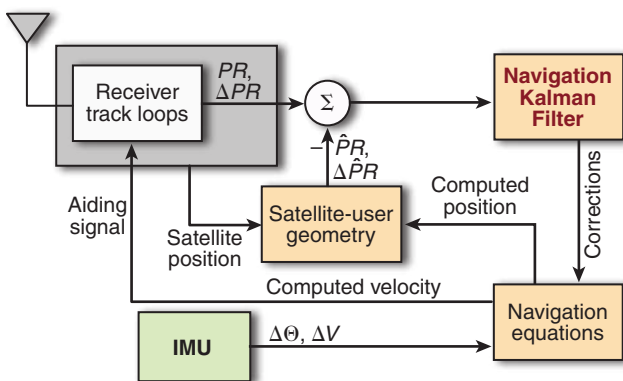 Receiver
track loops
PR,
ΔPR
Σ
Navigation
Kalman
Filter
− P̂R,
ΔP̂R
Aiding
signal
Satellite
position
Satellite-user
geometry
Computed
position
Corrections
Computed velocity
Navigation
equations
IMU
ΔΘ, ΔV